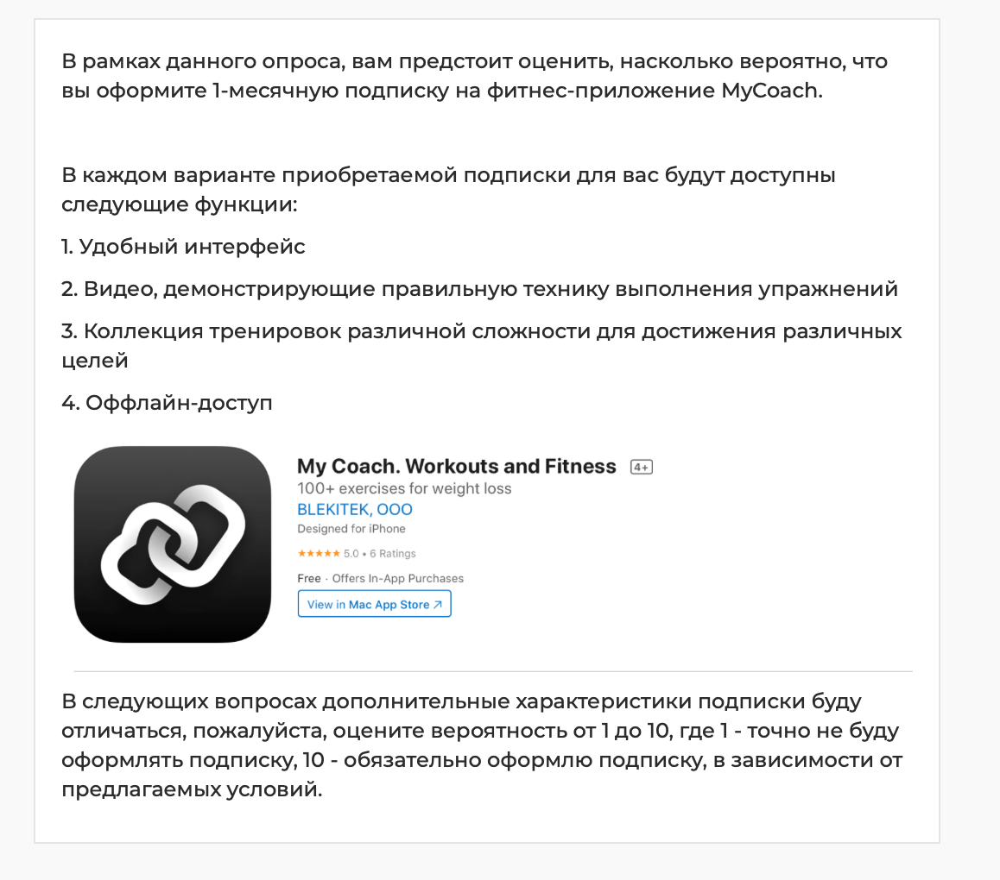 В рамках данного опроса, вам предстоит оценить, насколько вероятно, что
вы оформите 1-месячную подписку на фитнес-приложение MyCoach.
В каждом варианте приобретаемой подписки для вас будут доступны
следующие функции:
1. Удобный интерфейс
2. Видео, демонстрирующие правильную технику выполнения упражнений
3. Коллекция тренировок различной сложности для достижения различных
целей
4. Оффлайн-доступ
My Coach. Workouts and Fitness 4+
100+ exercises for weight loss
BLEKITEK, OOO
Designed for iPhone
★★★★★ 5.0 • 6 Ratings
Free · Offers In-App Purchases
View in Mac App Store ↗
В следующих вопросах дополнительные характеристики подписки буду
отличаться, пожалуйста, оцените вероятность от 1 до 10, где 1 - точно не буду
оформлять подписку, 10 - обязательно оформлю подписку, в зависимости от
предлагаемых условий.